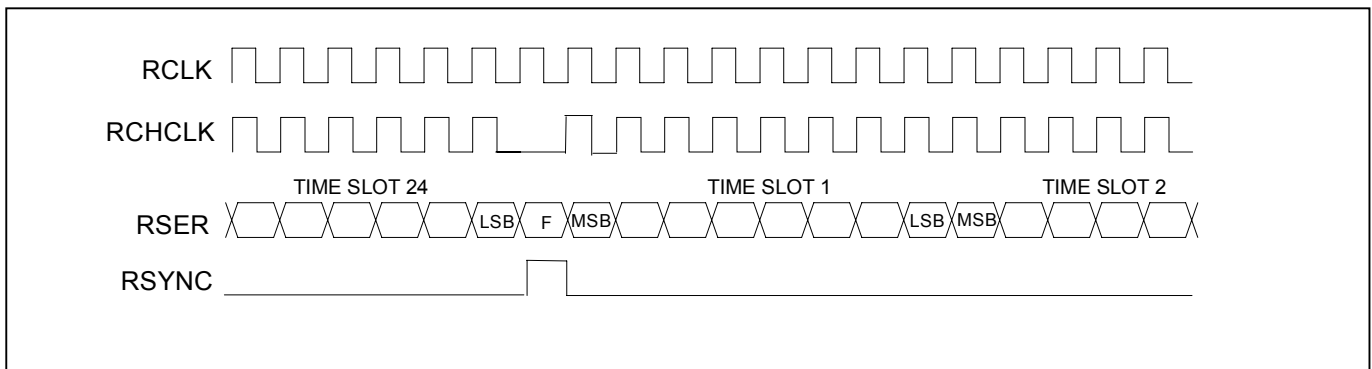 RCLK
RCHCLK
TIME SLOT 24 TIME SLOT 1 TIME SLOT 2
RSER LSB F MSB LSB MSB
RSYNC